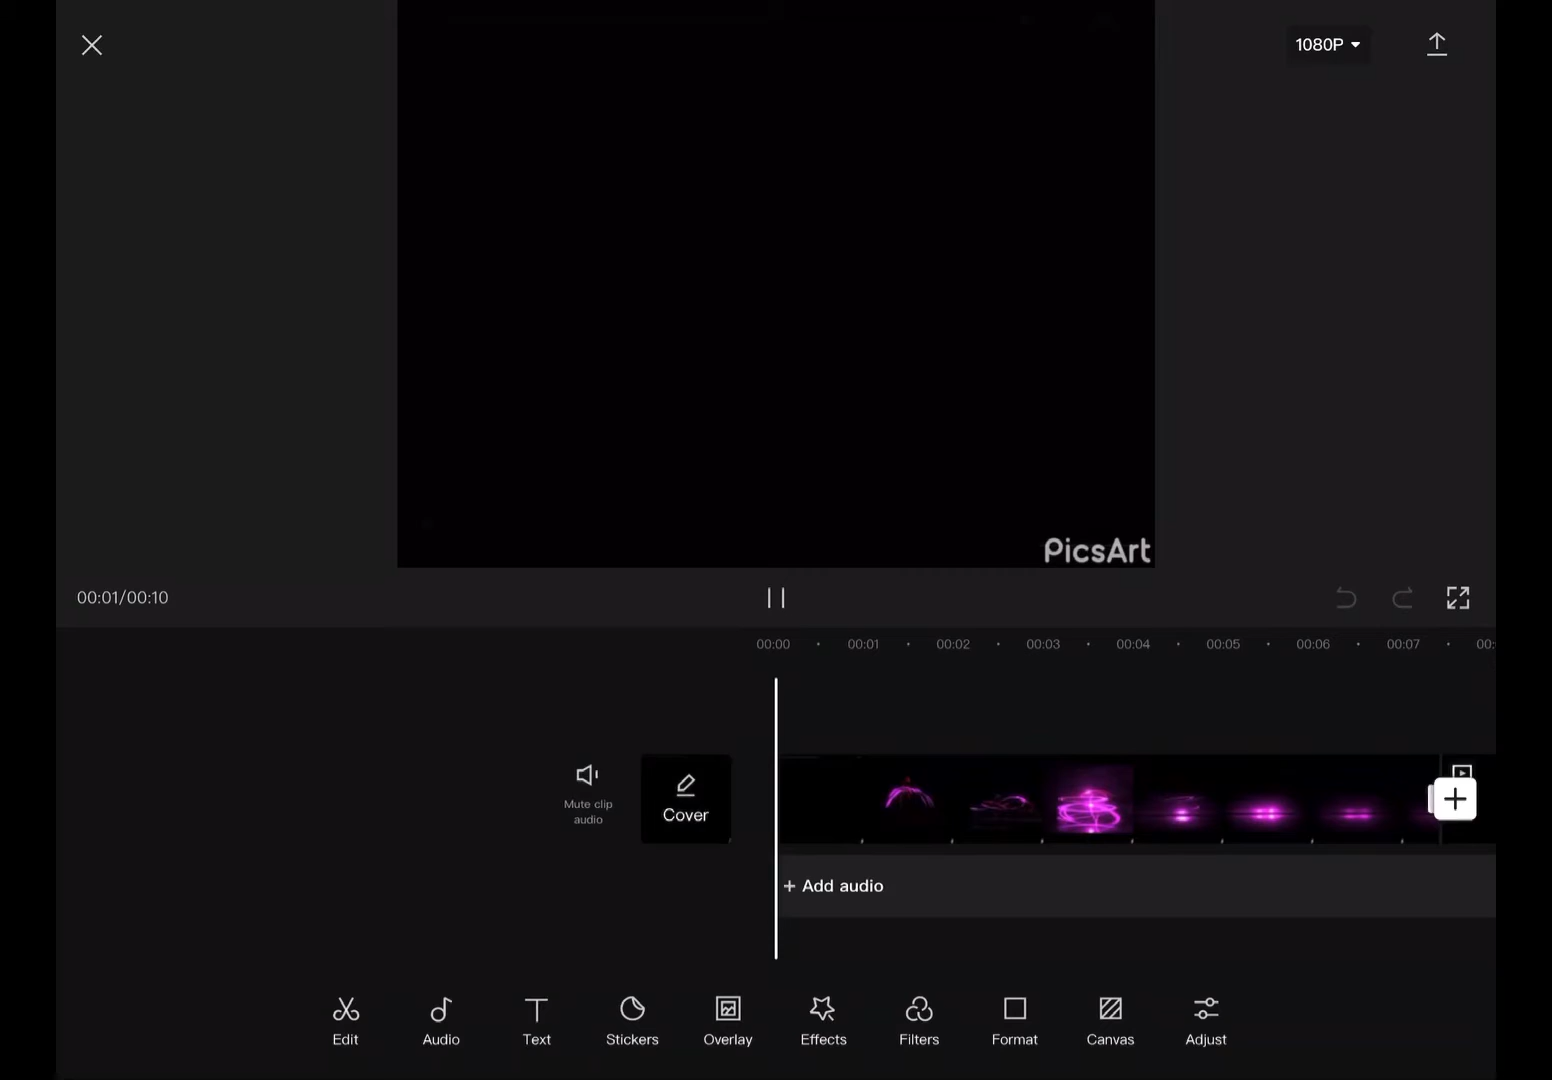 1080P
PicsArt
00:01/00:10
00:00 00:01 00:02 00:03 00:04 00:05 00:06 00:07 00:
Mute clip
audio
Cover
+ Add audio
Edit Audio Text Stickers Overlay Effects Filters Format Canvas Adjust